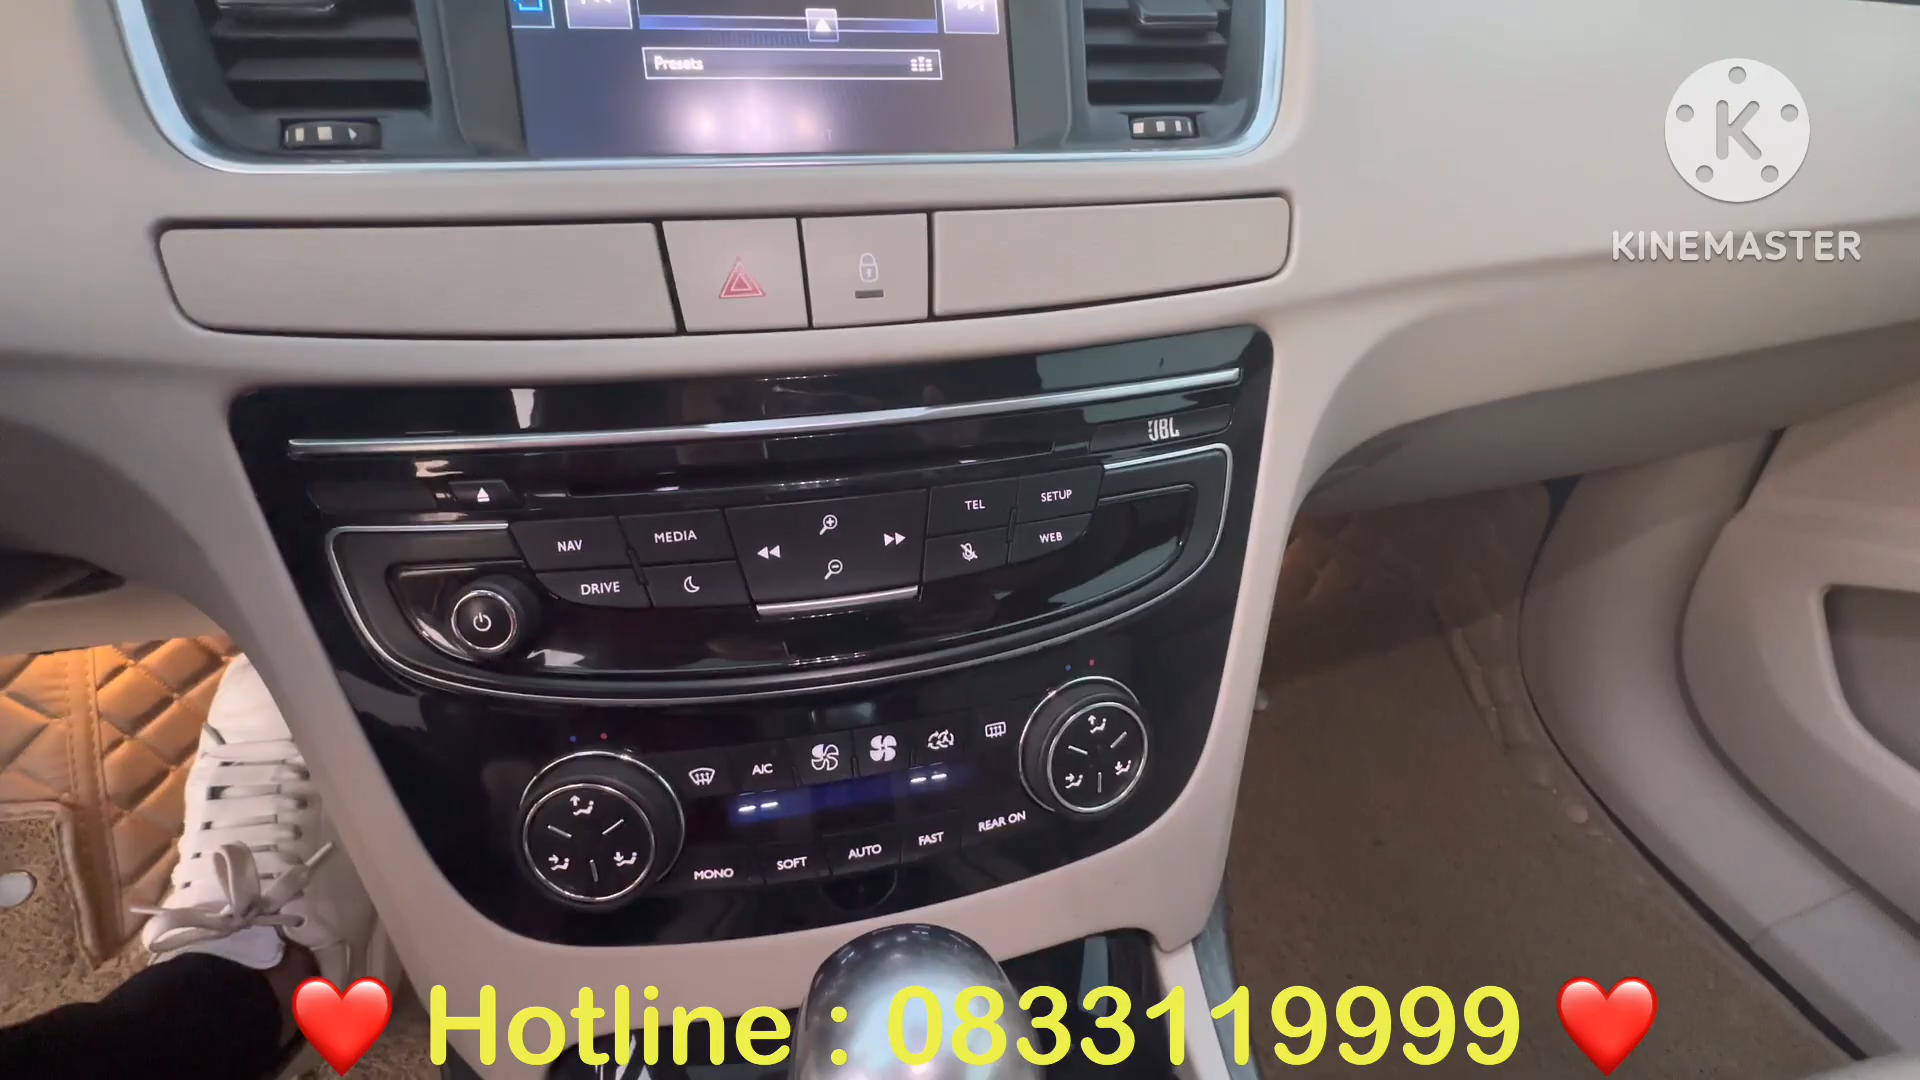 Presets
KINEMASTER
JBL
NAV
MEDIA
TEL
SETUP
DRIVE
WEB
A/C
MONO
SOFT
AUTO
FAST
REAR ON
❤️ Hotline : 0833119999 ❤️